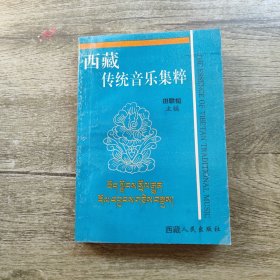 西藏
传统音乐集粹
田联韬
主编
西藏人民出版社
THE ESSENCE OF TIBETAN TRADITIONAL MUSIC